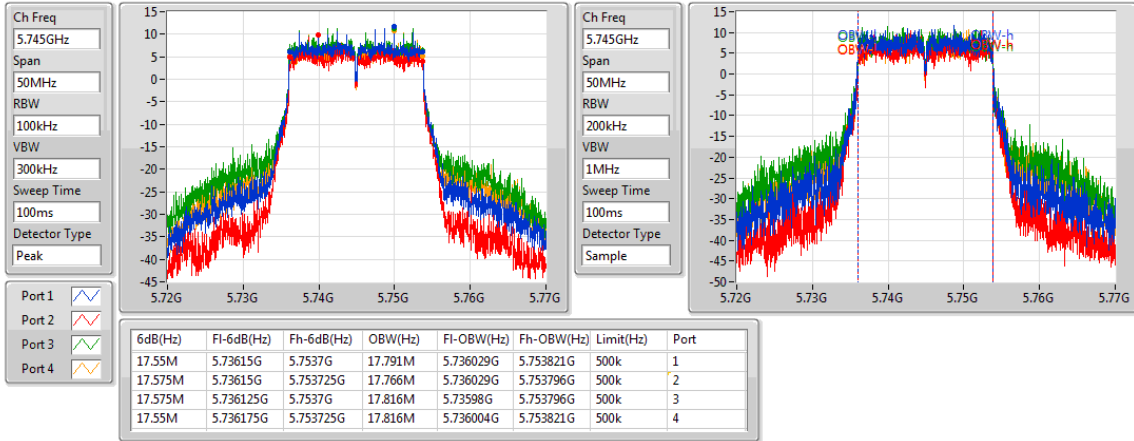 Ch Freq
5.745GHz
Span
50MHz
RBW
100kHz
VBW
300kHz
Sweep Time
100ms
Detector Type
Peak
Port 1
Port 2
Port 3
Port 4
15
10
5
0
-5
-10
-15
-20
-25
-30
-35
-40
-45
5.72G 5.73G 5.74G 5.75G 5.76G 5.77G
Ch Freq
5.745GHz
Span
50MHz
RBW
200kHz
VBW
1MHz
Sweep Time
100ms
Detector Type
Sample
15
10
5
0
-5
-10
-15
-20
-25
-30
-35
-40
-45
-50
5.72G 5.73G 5.74G 5.75G 5.76G 5.77G
OBW-h
6dB(Hz) Fl-6dB(Hz) Fh-6dB(Hz) OBW(Hz) Fl-OBW(Hz) Fh-OBW(Hz) Limit(Hz) Port
17.55M 5.73615G 5.7537G 17.791M 5.736029G 5.753821G 500k 1
17.575M 5.73615G 5.753725G 17.766M 5.736029G 5.753796G 500k 2
17.575M 5.736125G 5.7537G 17.816M 5.73598G 5.753796G 500k 3
17.55M 5.736175G 5.753725G 17.816M 5.736004G 5.753821G 500k 4